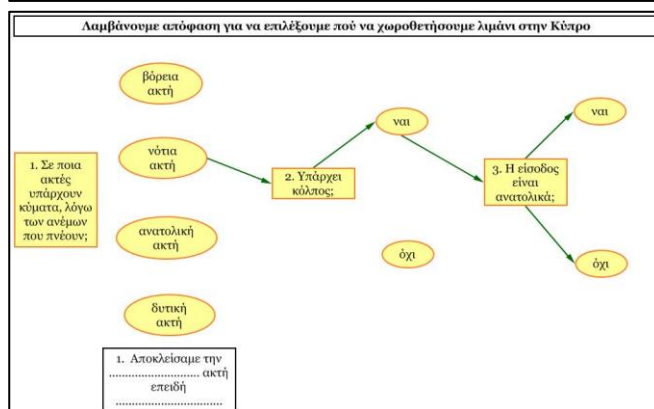 Λαμβάνουμε απόφαση για να επιλέξουμε πού να χωροθετήσουμε λιμάνι στην Κύπρο
βόρεια
ακτή
νότια
ακτή
ανατολική
ακτή
δυτική
ακτή
1. Σε ποια
ακτές
υπάρχουν
κύματα, λόγω
των ανέμων
που πνέουν;
2. Υπάρχει
κόλπος;
ναι
όχι
3. Η είσοδος
είναι
ανατολικά;
ναι
όχι
1. Αποκλείσαμε την
........................... ακτή
επειδή
................................